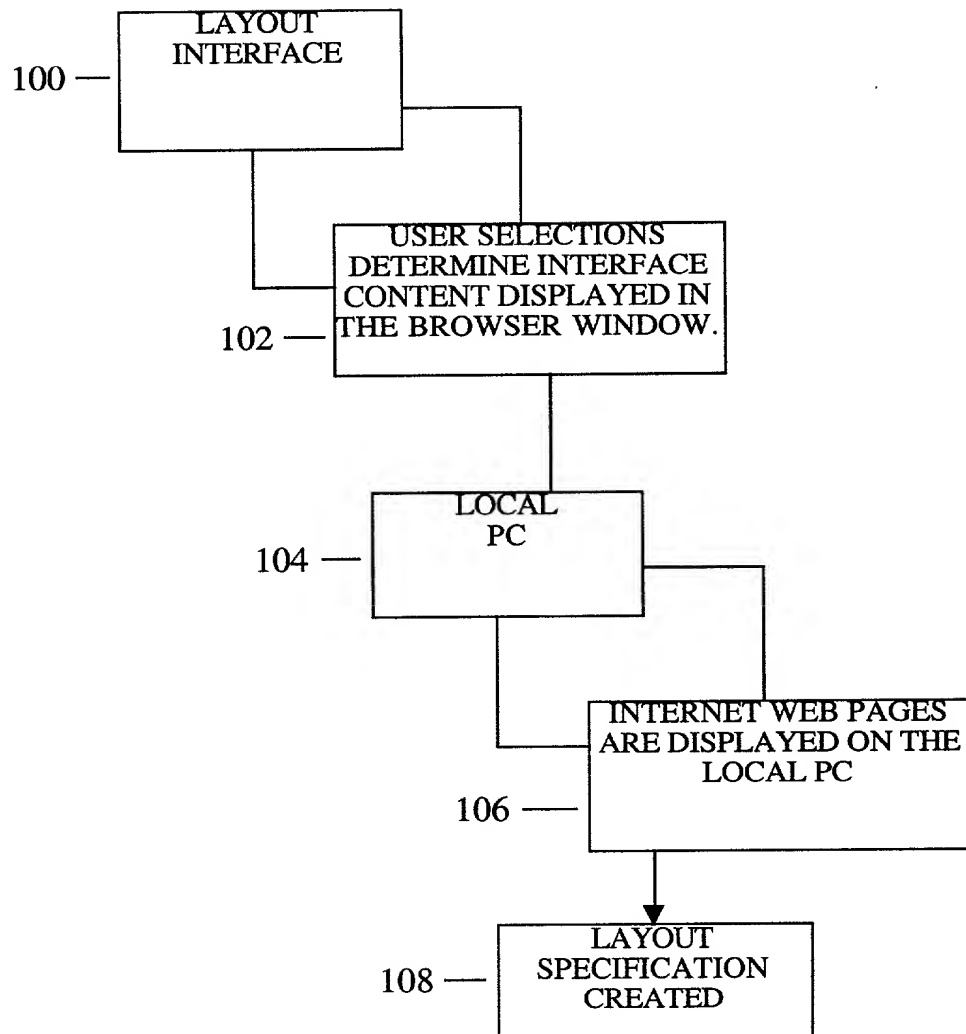 LAYOUT
INTERFACE
100
USER SELECTIONS
DETERMINE INTERFACE
CONTENT DISPLAYED IN
THE BROWSER WINDOW.
102
LOCAL
PC
104
INTERNET WEB PAGES
ARE DISPLAYED ON THE
LOCAL PC
106
LAYOUT
SPECIFICATION
CREATED
108